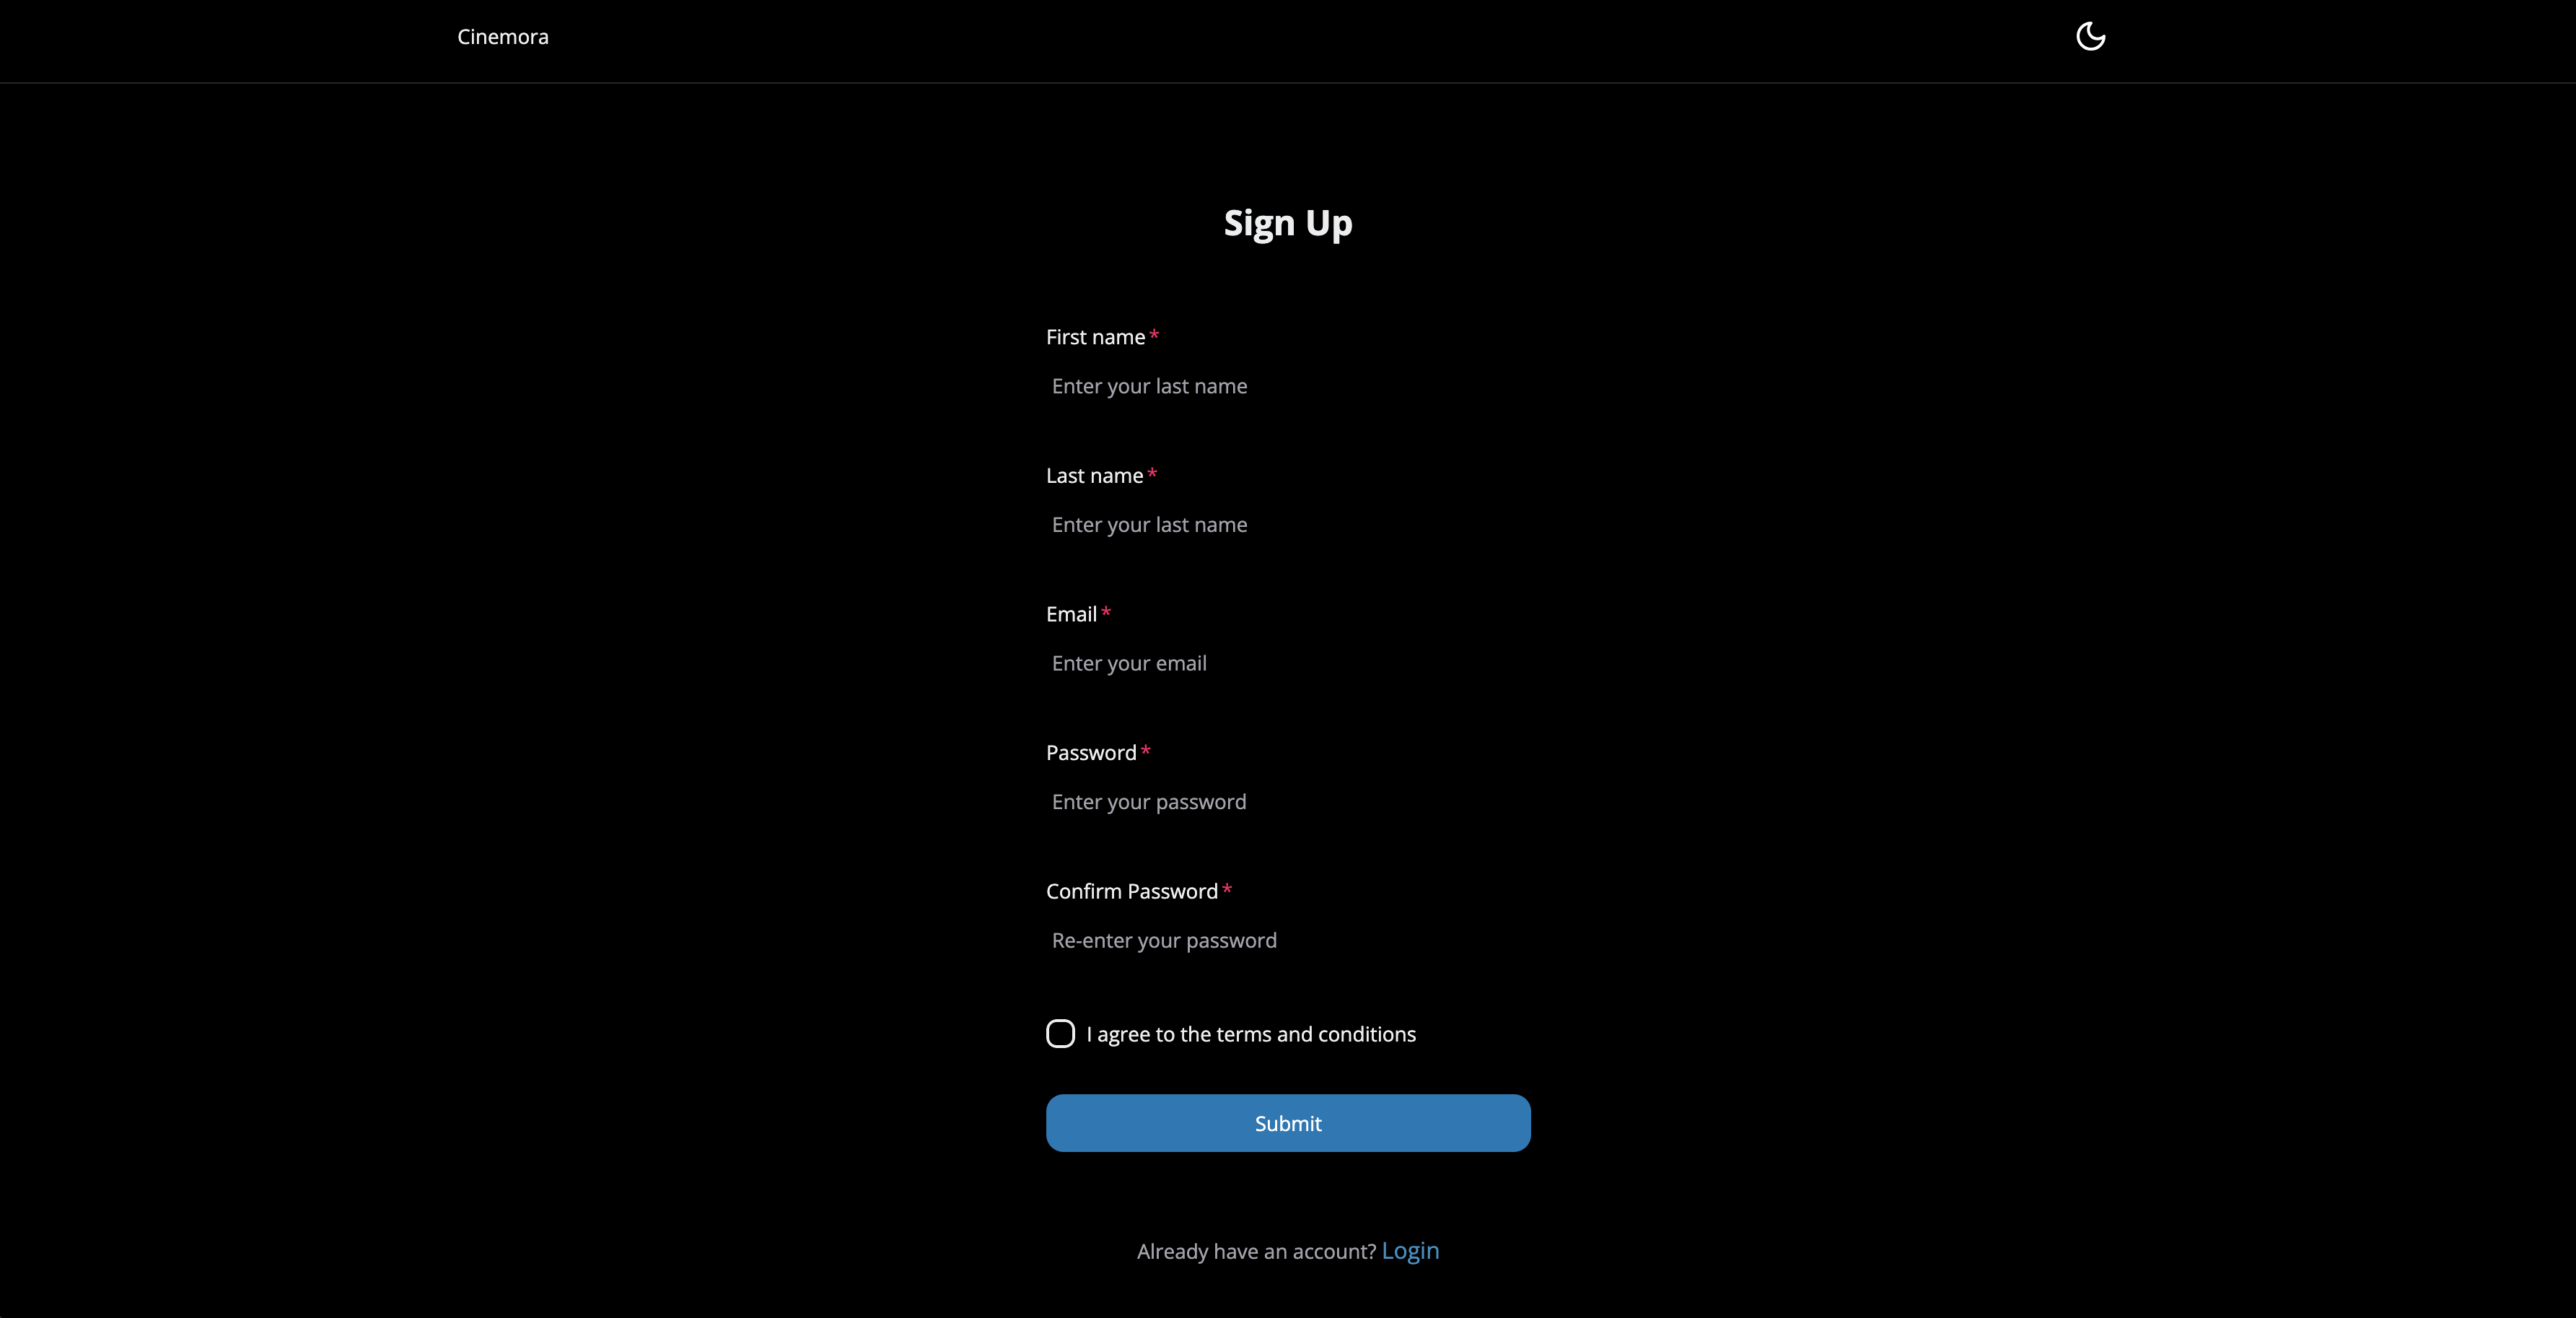 Cinemora
Sign Up
First name *
Enter your last name
Last name *
Enter your last name
Email *
Enter your email
Password *
Enter your password
Confirm Password *
Re-enter your password
I agree to the terms and conditions
Submit
Already have an account? Login